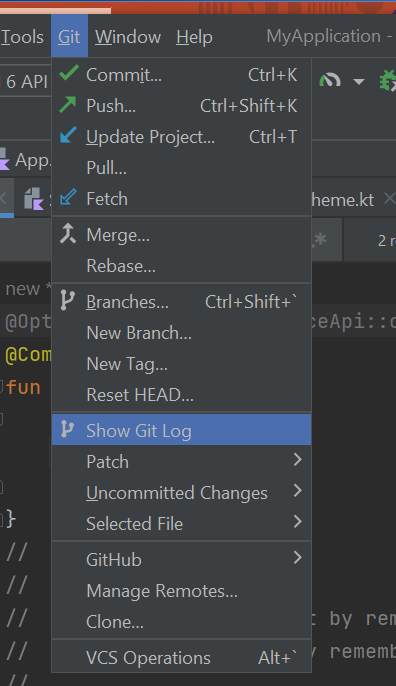 Tools Git Window Help MyApplication -
6 API
Commit... Ctrl+K
Push... Ctrl+Shift+K
Update Project... Ctrl+T
Pull...
App.
Fetch
heme.kt
Merge...
2 r
Rebase...
new *
Branches... Ctrl+Shift+`
@Opt ceApi::c
New Branch...
@Com
New Tag...
fun
Reset HEAD...
Show Git Log
Patch
Uncommitted Changes
Selected File
}
//
GitHub
//
Manage Remotes...
// t by rem
Clone...
// y rememb
VCS Operations Alt+`
//